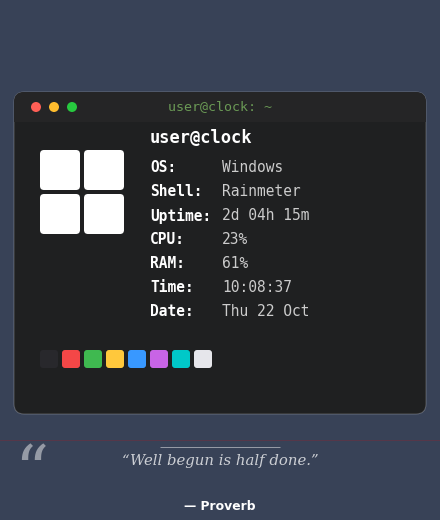 user@clock: ~
user@clock
OS: Windows
Shell: Rainmeter
Uptime: 2d 04h 15m
CPU: 23%
RAM: 61%
Time: 10:08:37
Date: Thu 22 Oct
“
“Well begun is half done.”
— Proverb